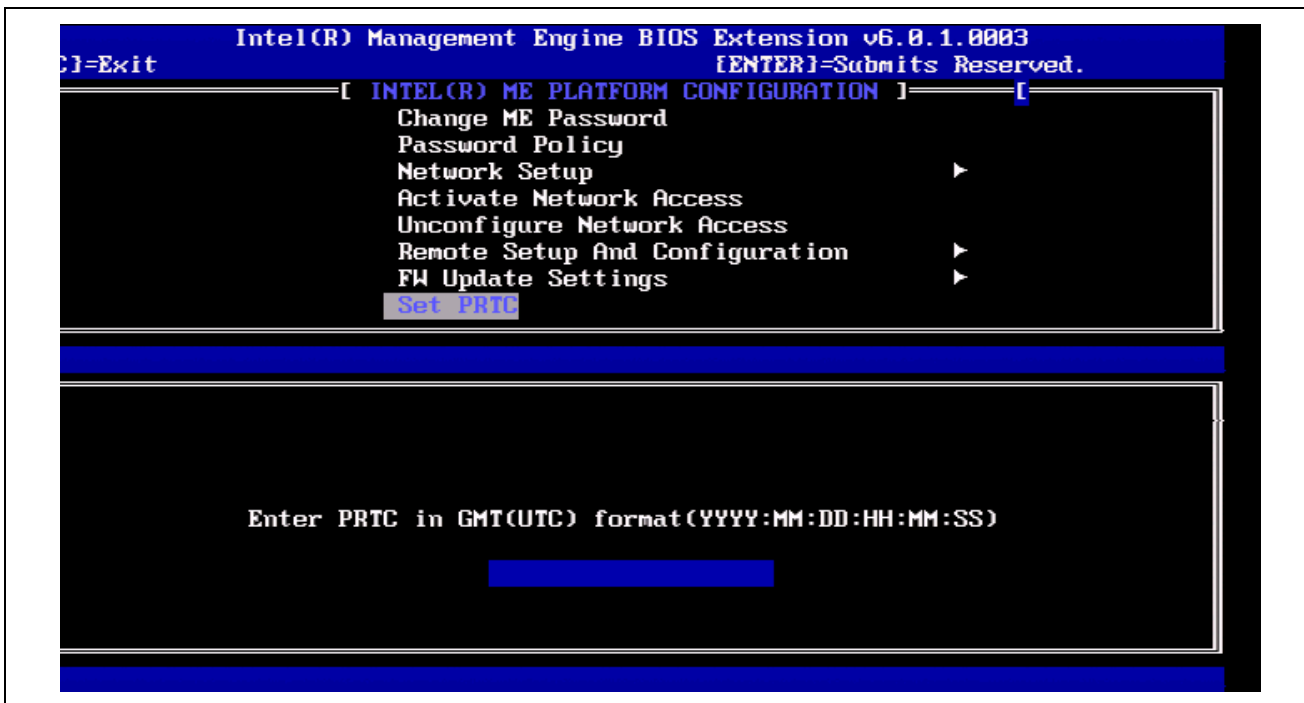 Intel(R) Management Engine BIOS Extension v6.0.1.0003
C]=Exit [ENTER]=Submits Reserved.
[ INTEL(R) ME PLATFORM CONFIGURATION ] [
Change ME Password
Password Policy
Network Setup ►
Activate Network Access
Unconfigure Network Access
Remote Setup And Configuration ►
FW Update Settings ►
Set PRTC
Enter PRTC in GMT(UTC) format(YYYY:MM:DD:HH:MM:SS)